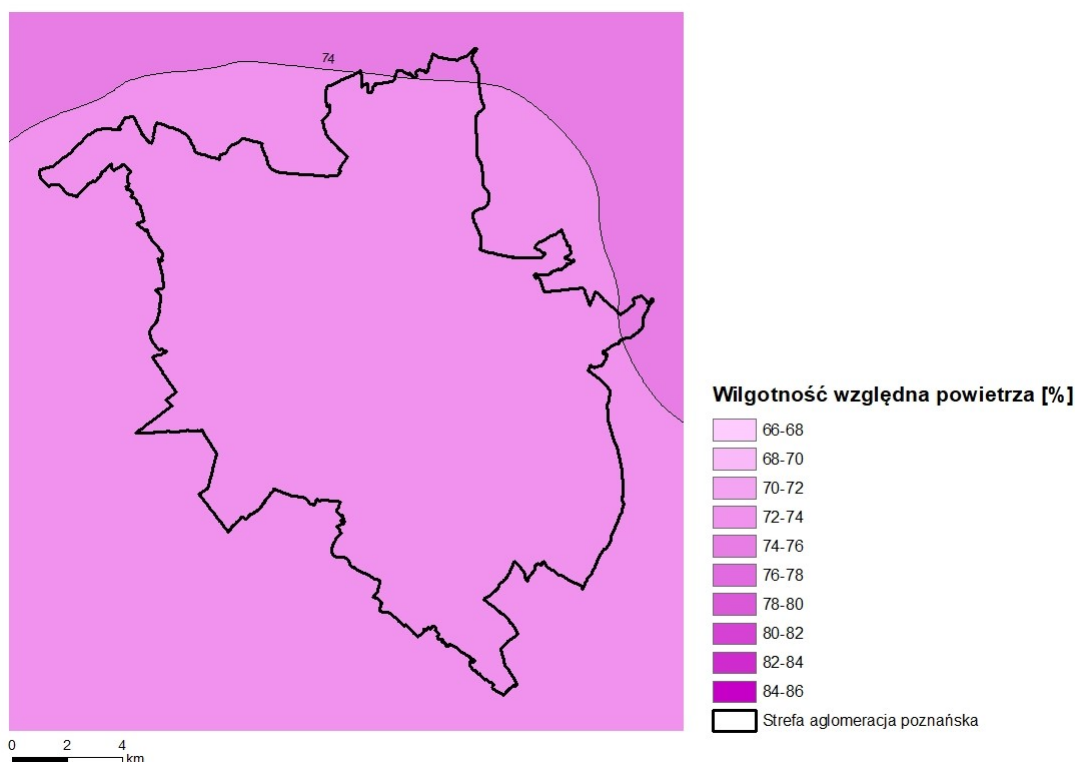 74
Wilgotność względna powietrza [%]
66-68
68-70
70-72
72-74
74-76
76-78
78-80
80-82
82-84
84-86
Strefa aglomeracja poznańska
0 2 4
km